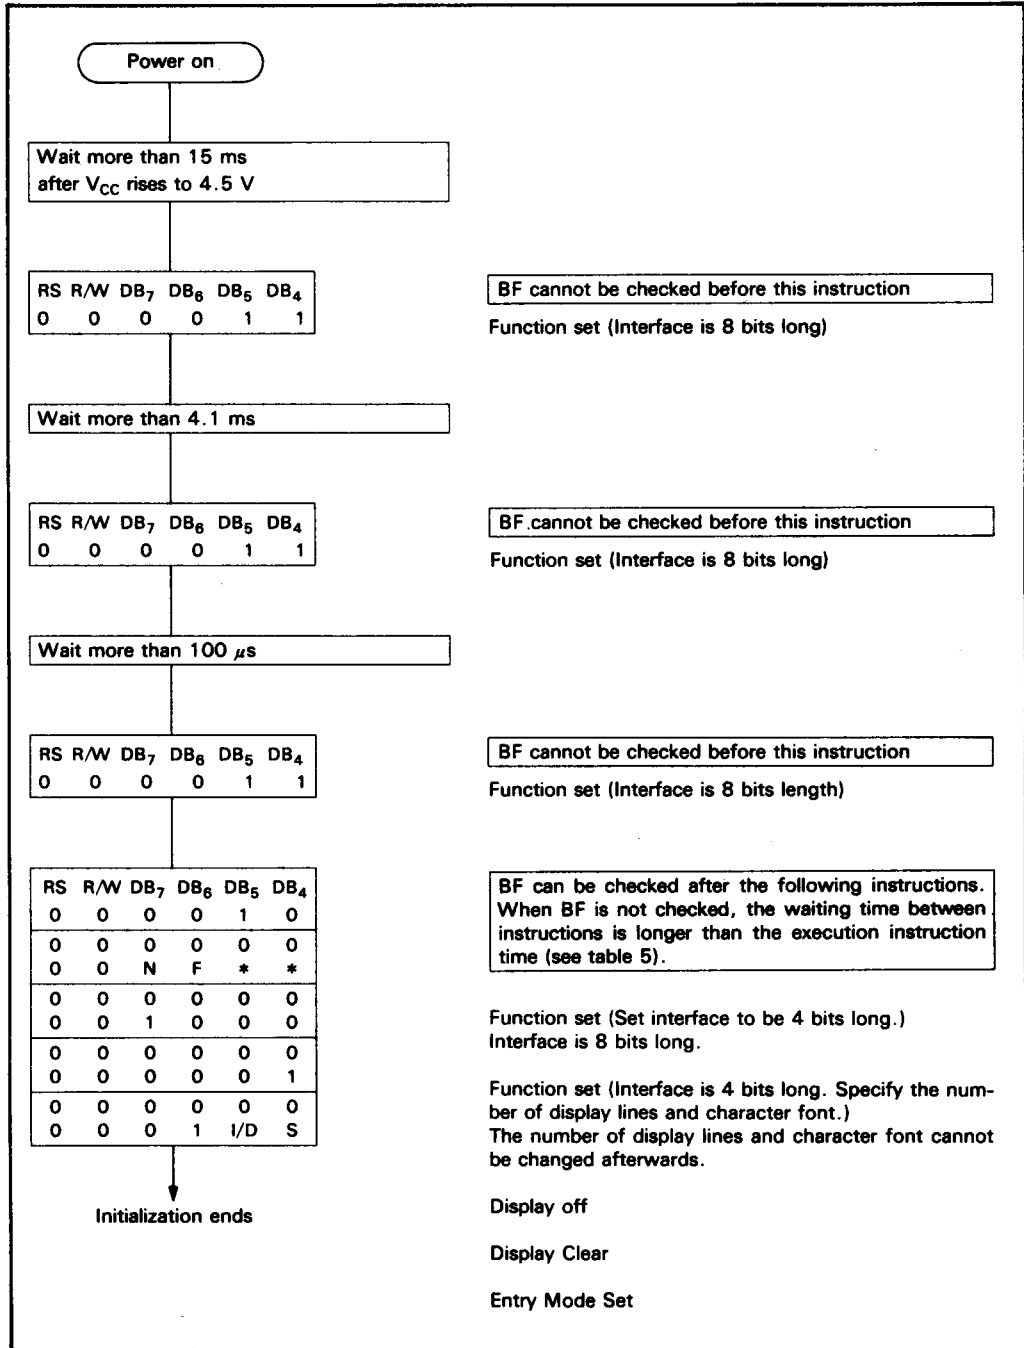 Power on
Wait more than 15 ms
after VCC rises to 4.5 V
RS R/W DB7 DB6 DB5 DB4
0 0 0 0 1 1
BF cannot be checked before this instruction
Function set (Interface is 8 bits long)
Wait more than 4.1 ms
RS R/W DB7 DB6 DB5 DB4
0 0 0 0 1 1
BF cannot be checked before this instruction
Function set (Interface is 8 bits long)
Wait more than 100 μs
RS R/W DB7 DB6 DB5 DB4
0 0 0 0 1 1
BF cannot be checked before this instruction
Function set (Interface is 8 bits length)
RS R/W DB7 DB6 DB5 DB4
0 0 0 0 1 0
0 0 0 0 0 0
0 0 N F * *
0 0 0 0 0 0
0 0 1 0 0 0
0 0 0 0 0 0
0 0 0 0 0 1
0 0 0 0 0 0
0 0 0 1 I/D S
Initialization ends
BF can be checked after the following instructions.
When BF is not checked, the waiting time between
instructions is longer than the execution instruction
time (see table 5).
Function set (Set interface to be 4 bits long.)
Interface is 8 bits long.
Function set (Interface is 4 bits long. Specify the num-
ber of display lines and character font.)
The number of display lines and character font cannot
be changed afterwards.
Display off
Display Clear
Entry Mode Set